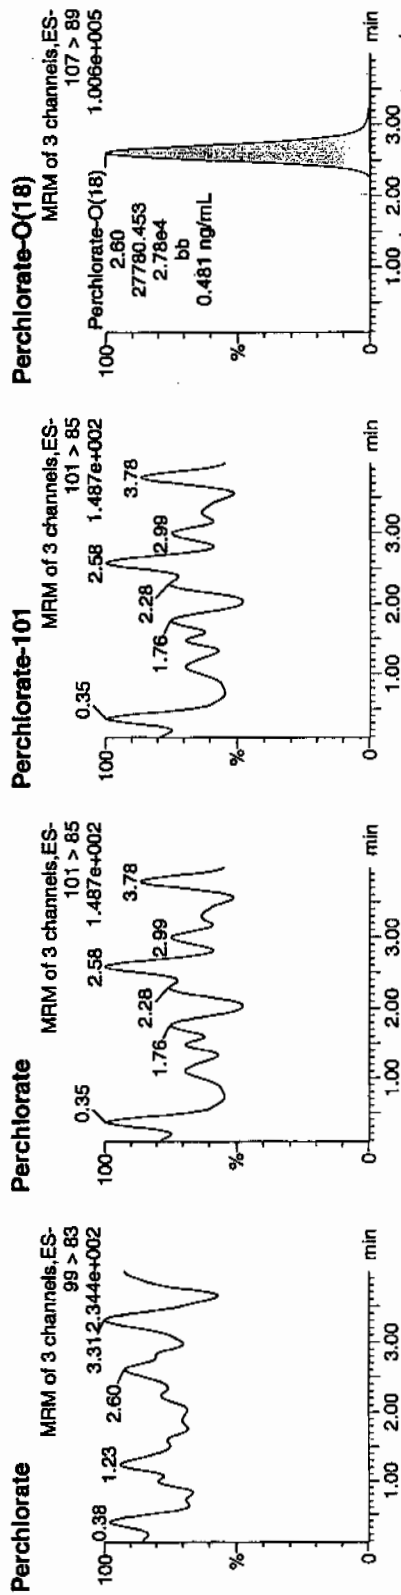 Perchlorate
MRM of 3 channels,ES-
99 > 83
2.344e+002
100
0.38
1.23
2.60
3.31
%
0
1.00
2.00
3.00
min
Perchlorate
MRM of 3 channels,ES-
101 > 85
1.487e+002
100
0.35
1.76
2.28
2.58
2.99
3.78
%
0
1.00
2.00
3.00
min
Perchlorate-101
MRM of 3 channels,ES-
101 > 85
1.487e+002
100
0.35
1.76
2.28
2.58
2.99
3.78
%
0
1.00
2.00
3.00
min
Perchlorate-O(18)
MRM of 3 channels,ES-
107 > 89
1.006e+005
100
Perchlorate-O(18)
2.60
27780.453
2.78e4
bb
0.481 ng/mL
%
0
1.00
2.00
3.00
min